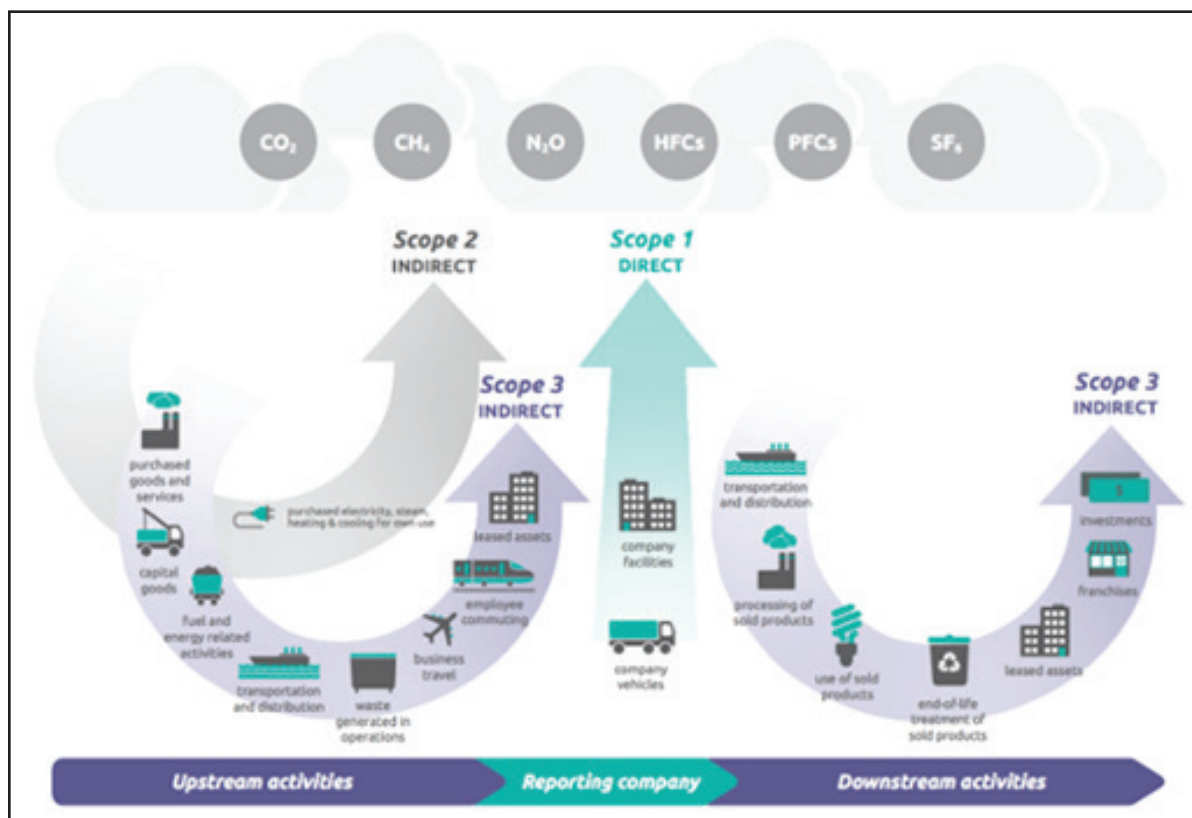 CO₂ CH₄ N₂O HFCs PFCs SF₆
Scope 2
INDIRECT
Scope 1
DIRECT
Scope 3
INDIRECT
Scope 3
INDIRECT
purchased
goods and
services
capital
goods
fuel and
energy related
activities
purchased electricity, steam,
heating & cooling for own use
transportation
and distribution
waste
generated in
operations
business
travel
employee
commuting
leased assets
company
facilities
company
vehicles
transportation
and distribution
processing of
sold products
use of sold
products
end-of-life
treatment of
sold products
leased assets
franchises
$
investments
Upstream activities
Reporting company
Downstream activities